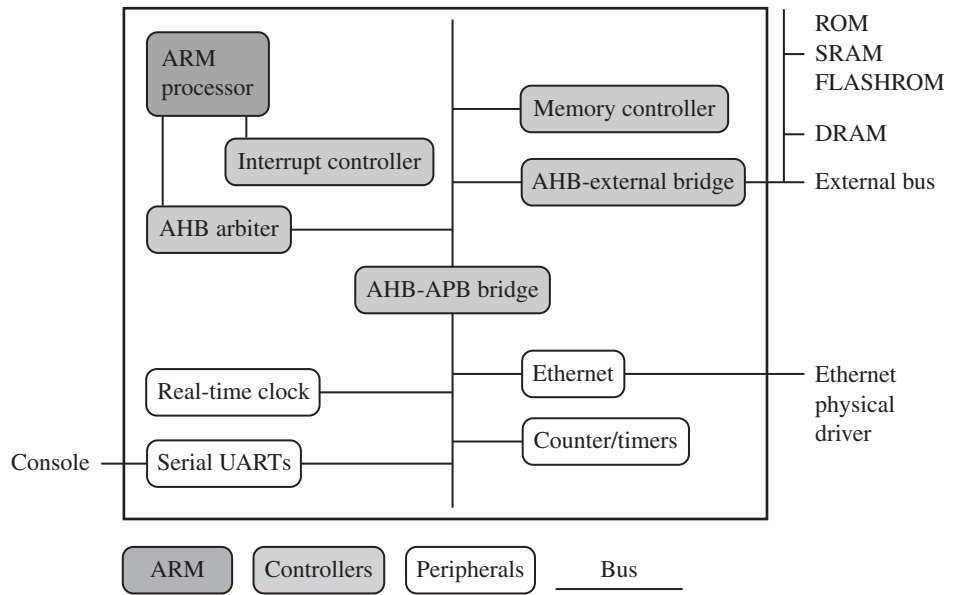 ARM
processor
Interrupt controller
AHB arbiter
Memory controller
AHB-external bridge
ROM
SRAM
FLASHROM
DRAM
External bus
AHB-APB bridge
Real-time clock
Ethernet
Ethernet
physical
driver
Counter/timers
Console
Serial UARTs
ARM
Controllers
Peripherals
Bus